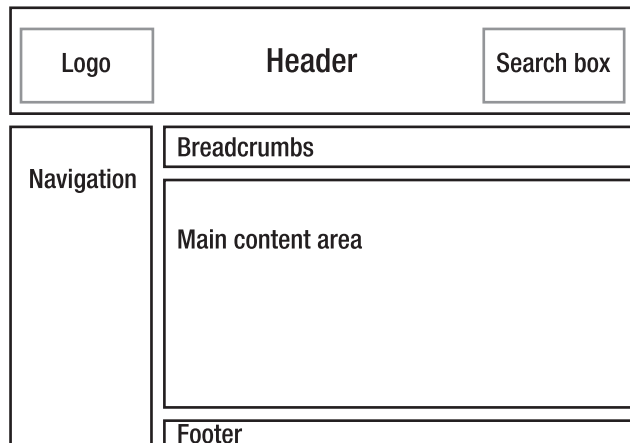 Logo
Header
Search box
Breadcrumbs
Navigation
Main content area
Footer